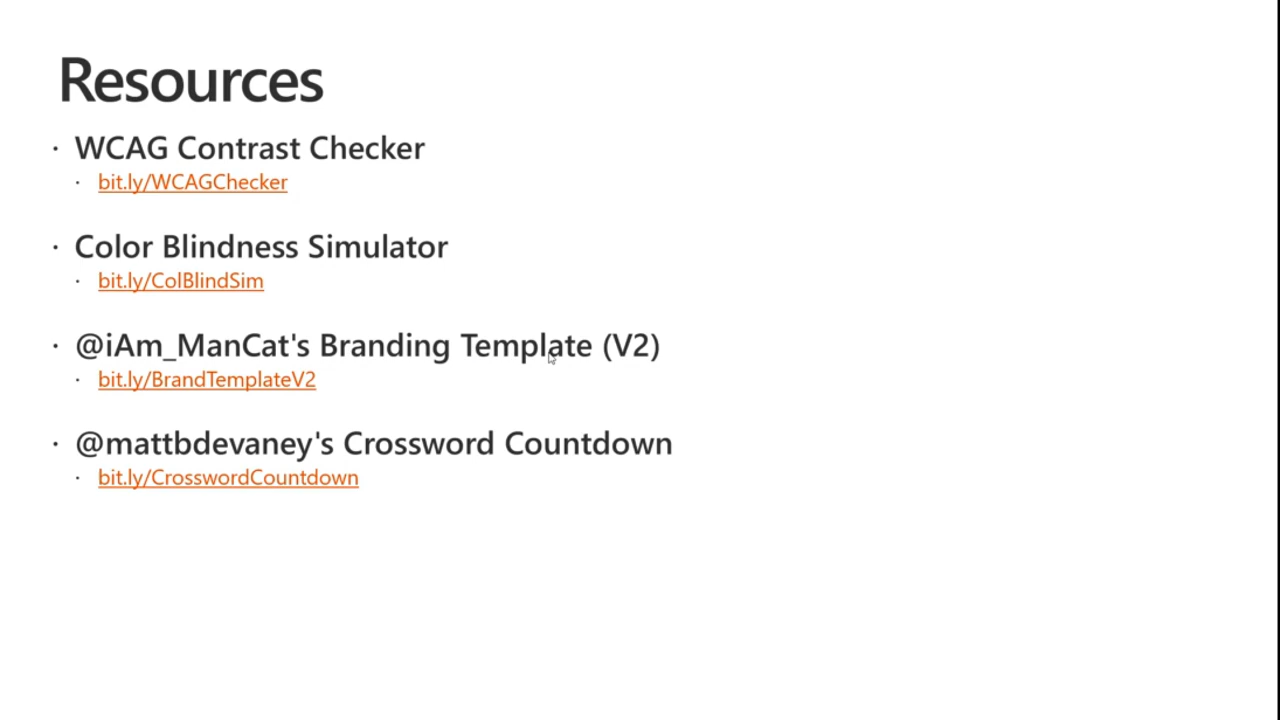 Resources
· WCAG Contrast Checker
· bit.ly/WCAGChecker
· Color Blindness Simulator
· bit.ly/ColBlindSim
· @iAm_ManCat's Branding Template (V2)
· bit.ly/BrandTemplateV2
· @mattbdevaney's Crossword Countdown
· bit.ly/CrosswordCountdown